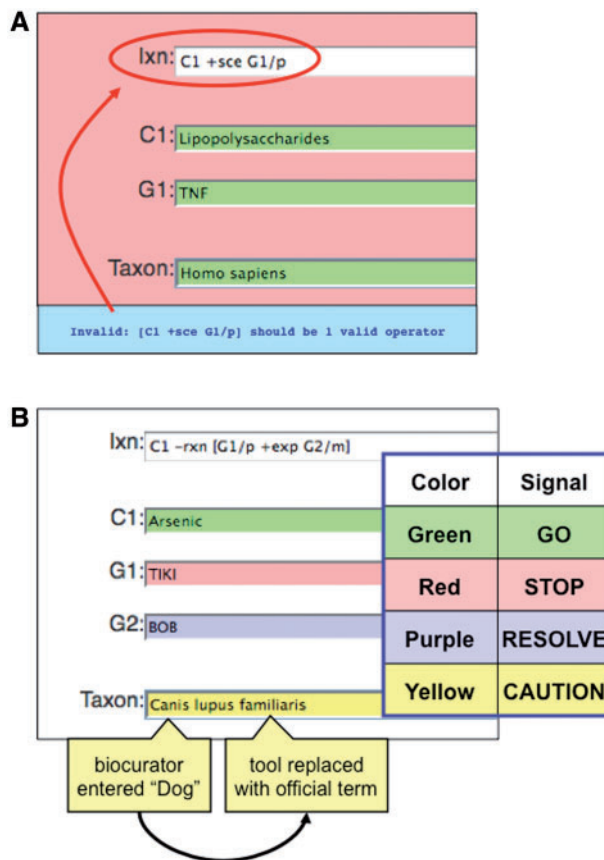 A
Ixn: C1 +sce G1/p
C1: Lipopolysaccharides
G1: TNF
Taxon: Homo sapiens
Invalid: [C1 +sce G1/p] should be 1 valid operator
B
Ixn: C1 -rxn [G1/p +exp G2/m]
C1: Arsenic
G1: TIKI
G2: BOB
Taxon: Canis lupus familiaris
Color Signal
Green GO
Red STOP
Purple RESOLVE
Yellow CAUTION
biocurator
entered “Dog”
tool replaced
with official term